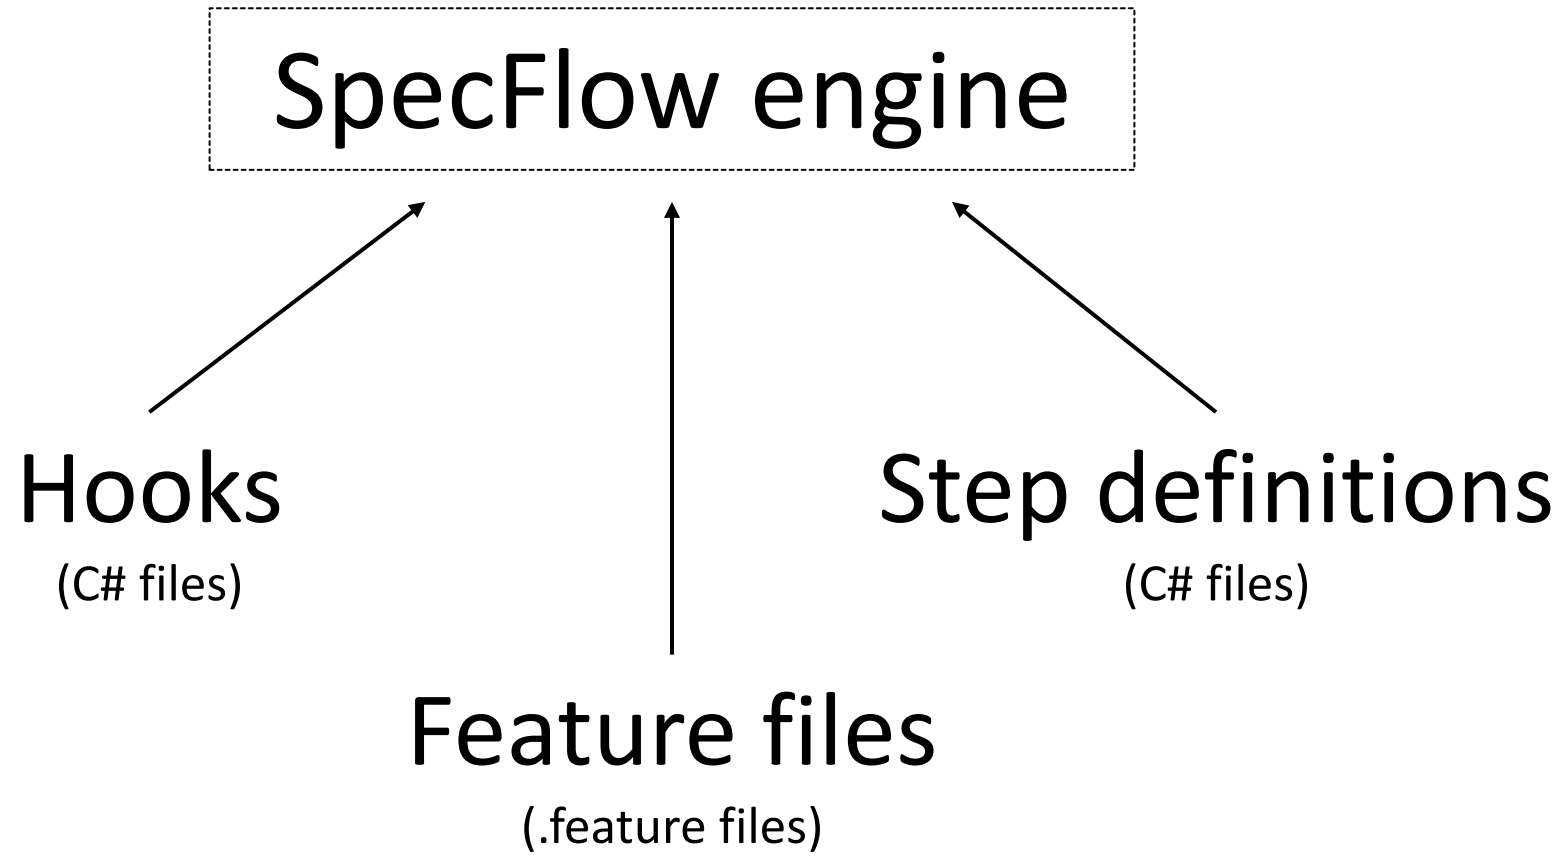 SpecFlow engine
Hooks
(C# files)
Step definitions
(C# files)
Feature files
(.feature files)